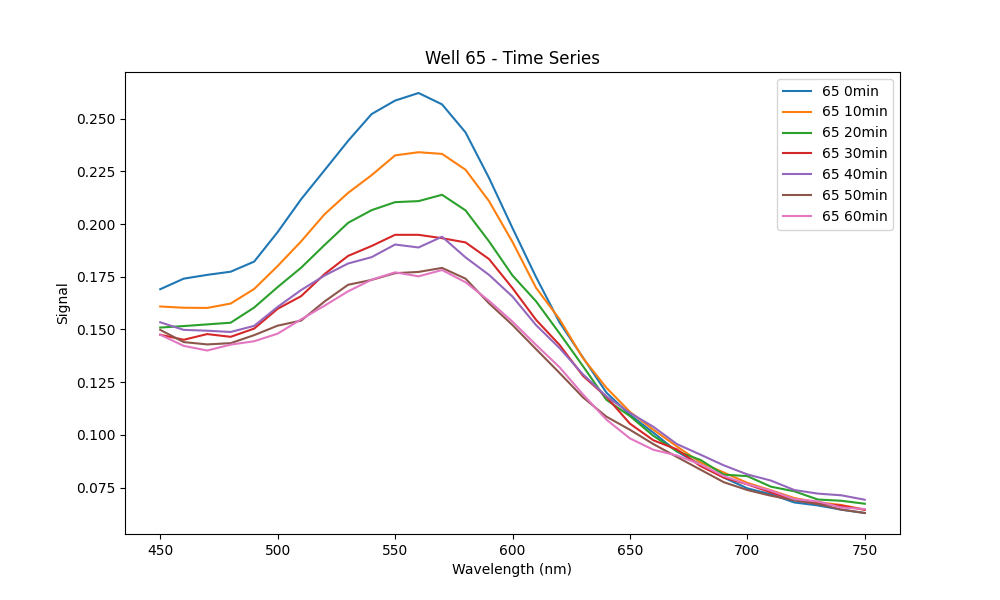 Well 65 - Time Series
65 0min
65 10min
65 20min
65 30min
65 40min
65 50min
65 60min
Signal
0.250
0.225
0.200
0.175
0.150
0.125
0.100
0.075
450 500 550 600 650 700 750
Wavelength (nm)